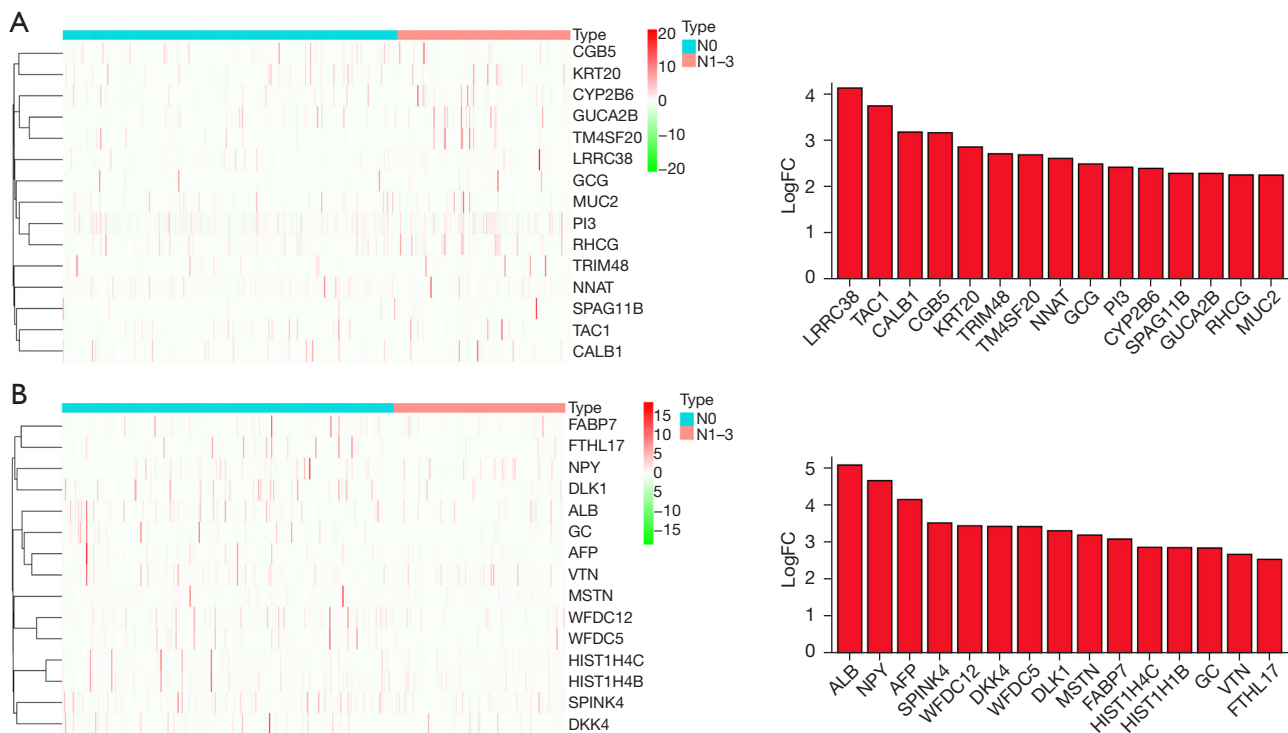 A
Type
CGB5
KRT20
CYP2B6
GUCA2B
TM4SF20
LRRC38
GCG
MUC2
PI3
RHCG
TRIM48
NNAT
SPAG11B
TAC1
CALB1
20
10
0
−10
−20
Type
N0
N1–3
LogFC
4
3
2
1
0
LRRC38
TAC1
CALB1
CGB5
KRT20
TRIM48
TM4SF20
NNAT
GCG
PI3
CYP2B6
SPAG11B
GUCA2B
RHCG
MUC2
B
Type
FABP7
FTHL17
NPY
DLK1
ALB
GC
AFP
VTN
MSTN
WFDC12
WFDC5
HIST1H4C
HIST1H4B
SPINK4
DKK4
15
10
5
0
−5
−10
−15
Type
N0
N1–3
LogFC
5
4
3
2
1
0
ALB
NPY
AFP
SPINK4
WFDC12
DKK4
WFDC5
DLK1
MSTN
FABP7
HIST1H4C
HIST1H1B
GC
VTN
FTHL17